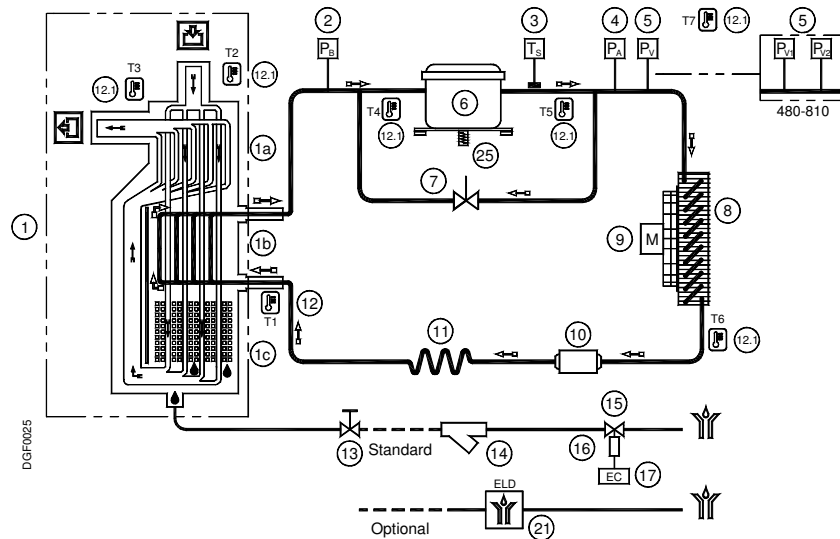 2
3
4
5
T7
12.1
5
T3
12.1
T2
12.1
PB
TS
PA
PV
PV1
PV2
480-810
6
T4
12.1
T5
12.1
1a
25
7
1
1b
9
M
8
T1
12
11
10
T6
12.1
1c
15
13
Standard
14
16
EC
17
ELD
21
Optional
DGF0025